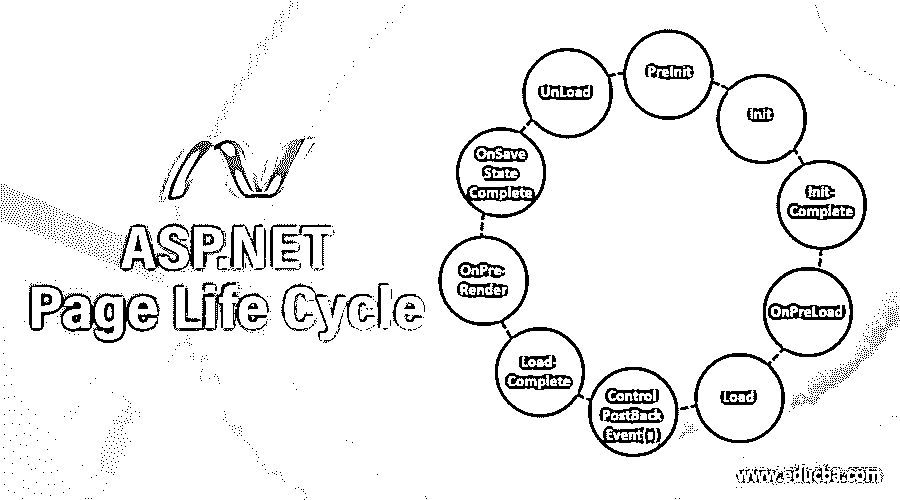 ASP.NET
Page Life Cycle
PreInit
Init
Init-
Complete
OnPreLoad
Load
Control
PostBack
Event(s)
Load
Complete
OnPre-
Render
OnSave
State
Complete
UnLoad
www.educba.com